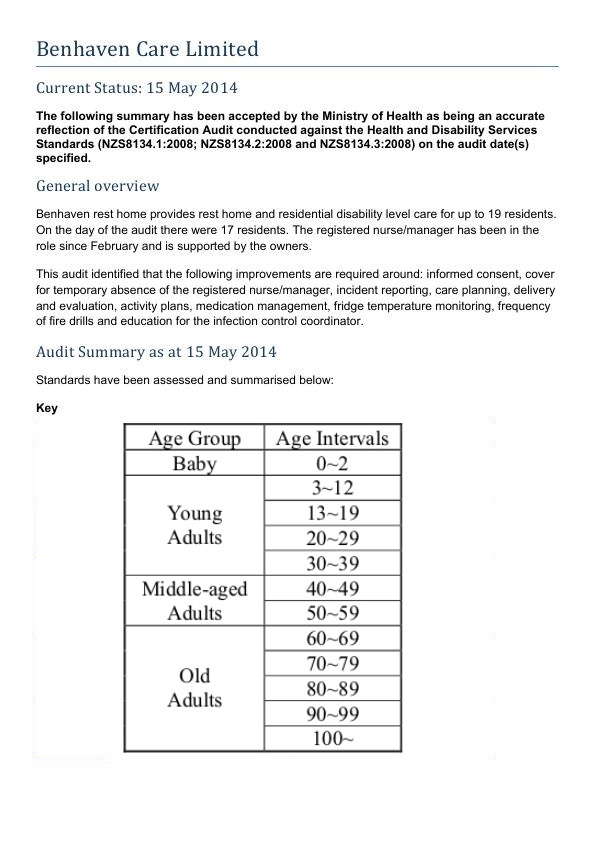 Benhaven Care Limited
Current Status: 15 May 2014
The following summary has been accepted by the Ministry of Health as being an accurate
reflection of the Certification Audit conducted against the Health and Disability Services
Standards (NZS8134.1:2008; NZS8134.2:2008 and NZS8134.3:2008) on the audit date(s)
specified.
General overview
Benhaven rest home provides rest home and residential disability level care for up to 19 residents.
On the day of the audit there were 17 residents. The registered nurse/manager has been in the
role since February and is supported by the owners.
This audit identified that the following improvements are required around: informed consent, cover
for temporary absence of the registered nurse/manager, incident reporting, care planning, delivery
and evaluation, activity plans, medication management, fridge temperature monitoring, frequency
of fire drills and education for the infection control coordinator.
Audit Summary as at 15 May 2014
Standards have been assessed and summarised below:
Key
Age Group Age Intervals
Baby 0~2
3~12
Young 13~19
Adults 20~29
30~39
Middle-aged 40~49
Adults 50~59
60~69
70~79
Old
Adults 80~89
90~99
100~